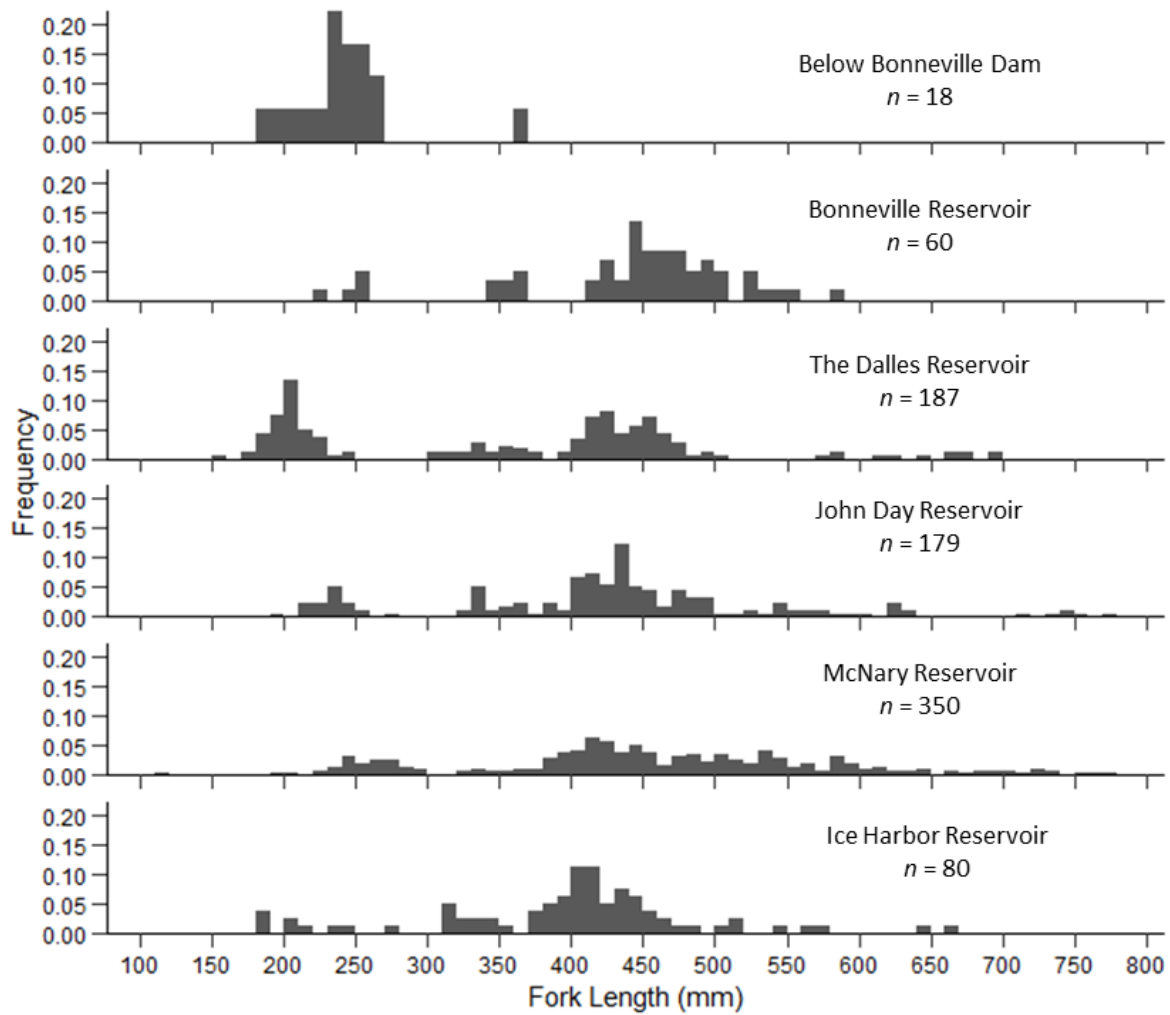 0.20
0.15
0.10
0.05
0.00
Below Bonneville Dam
n = 18
0.20
0.15
0.10
0.05
0.00
Bonneville Reservoir
n = 60
0.20
0.15
0.10
0.05
0.00
The Dalles Reservoir
n = 187
Frequency
0.20
0.15
0.10
0.05
0.00
John Day Reservoir
n = 179
0.20
0.15
0.10
0.05
0.00
McNary Reservoir
n = 350
0.20
0.15
0.10
0.05
0.00
Ice Harbor Reservoir
n = 80
100 150 200 250 300 350 400 450 500 550 600 650 700 750 800
Fork Length (mm)